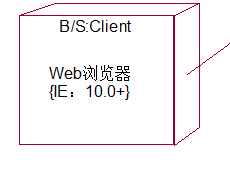 B/S:Client
Web浏览器
{IE：10.0+}